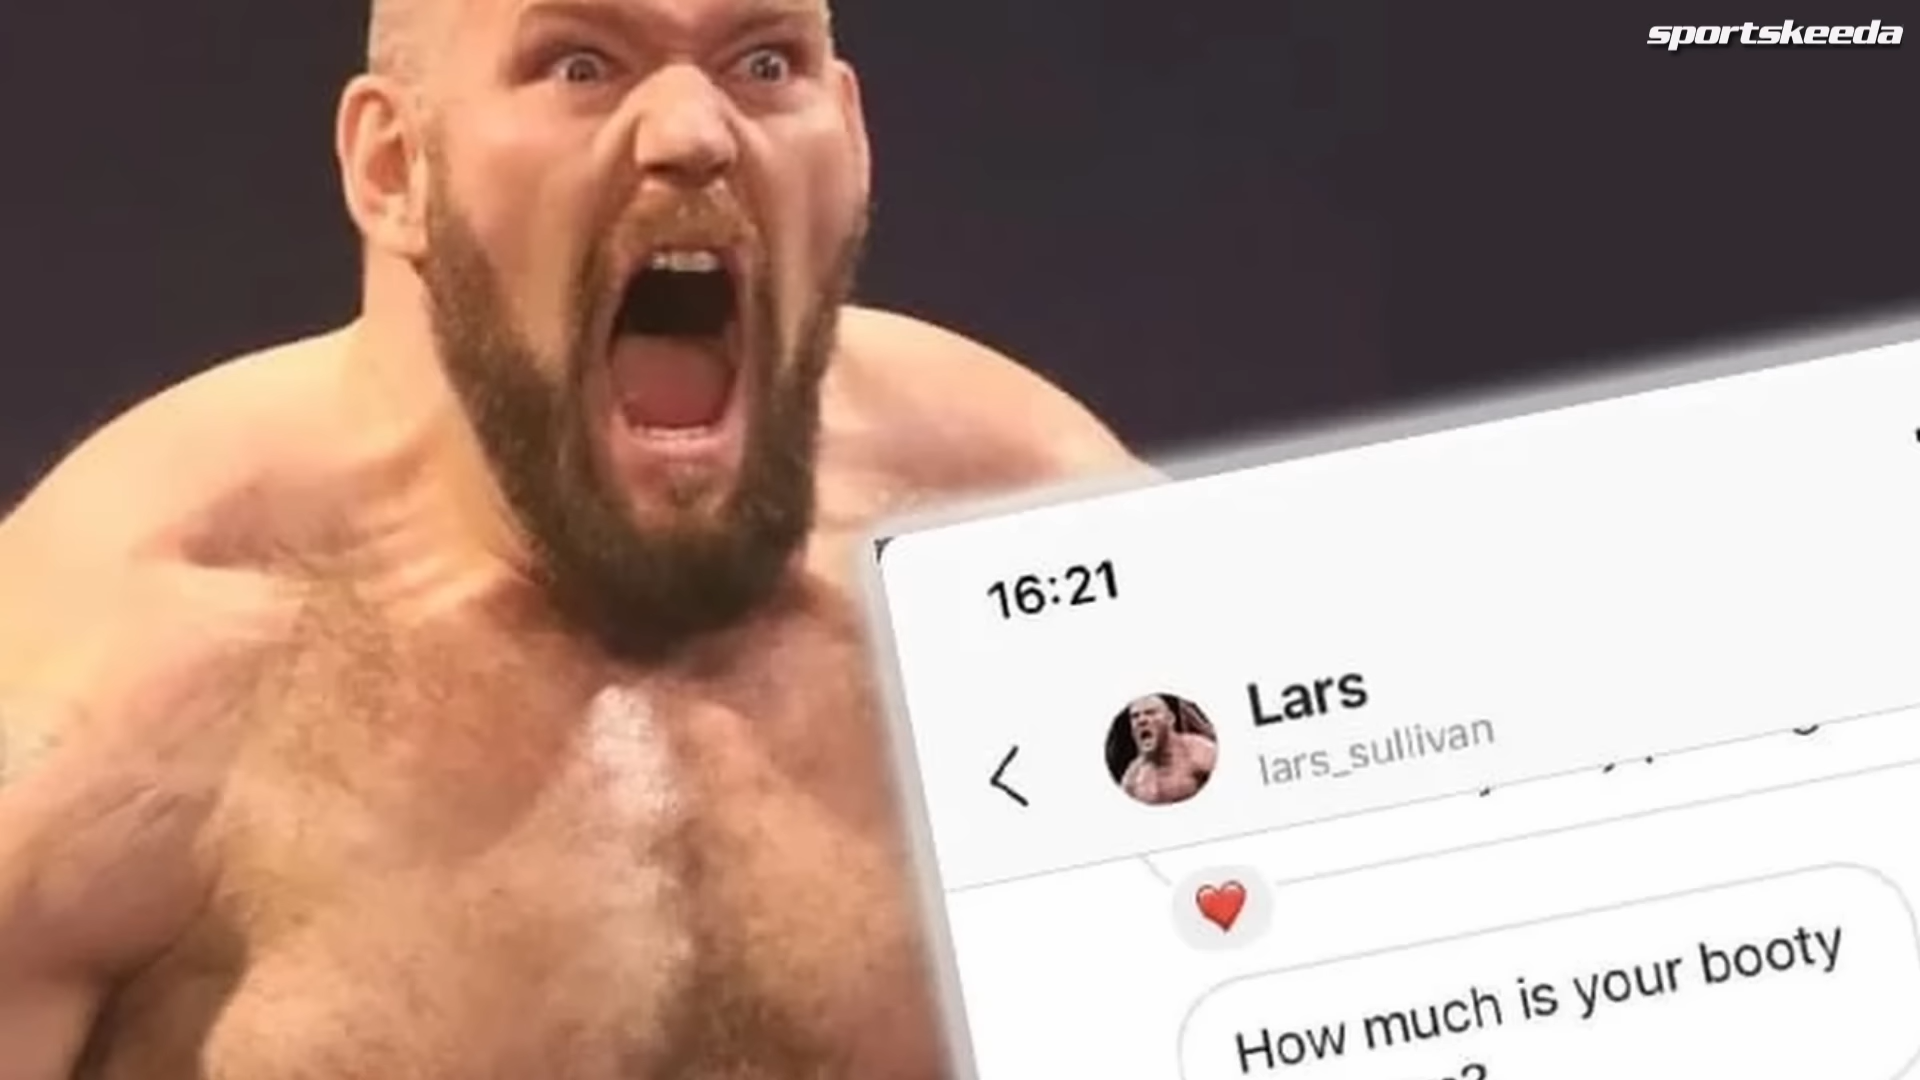 sportskeeda
16:21
Lars
lars_sullivan
How much is your booty